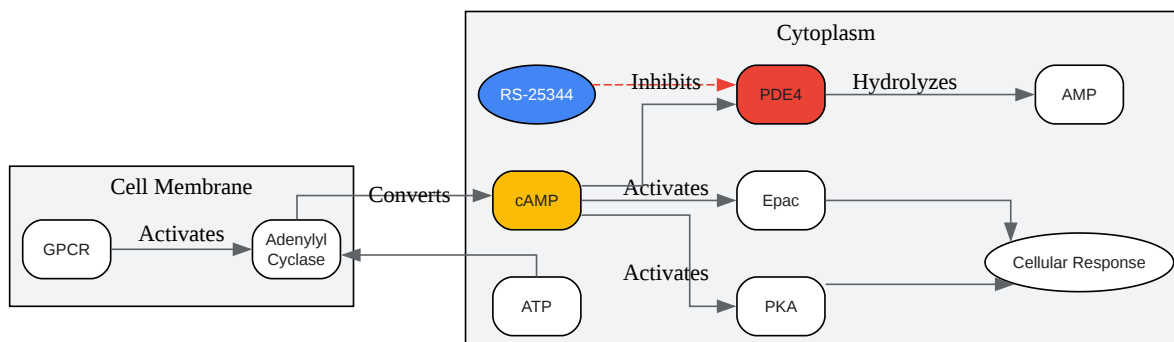 Cytoplasm
RS-25344
Inhibits
PDE4
Hydrolyzes
AMP
Cell Membrane
Converts
cAMP
Activates
Epac
GPCR
Activates
Adenylyl
Cyclase
Activates
Cellular Response
ATP
PKA